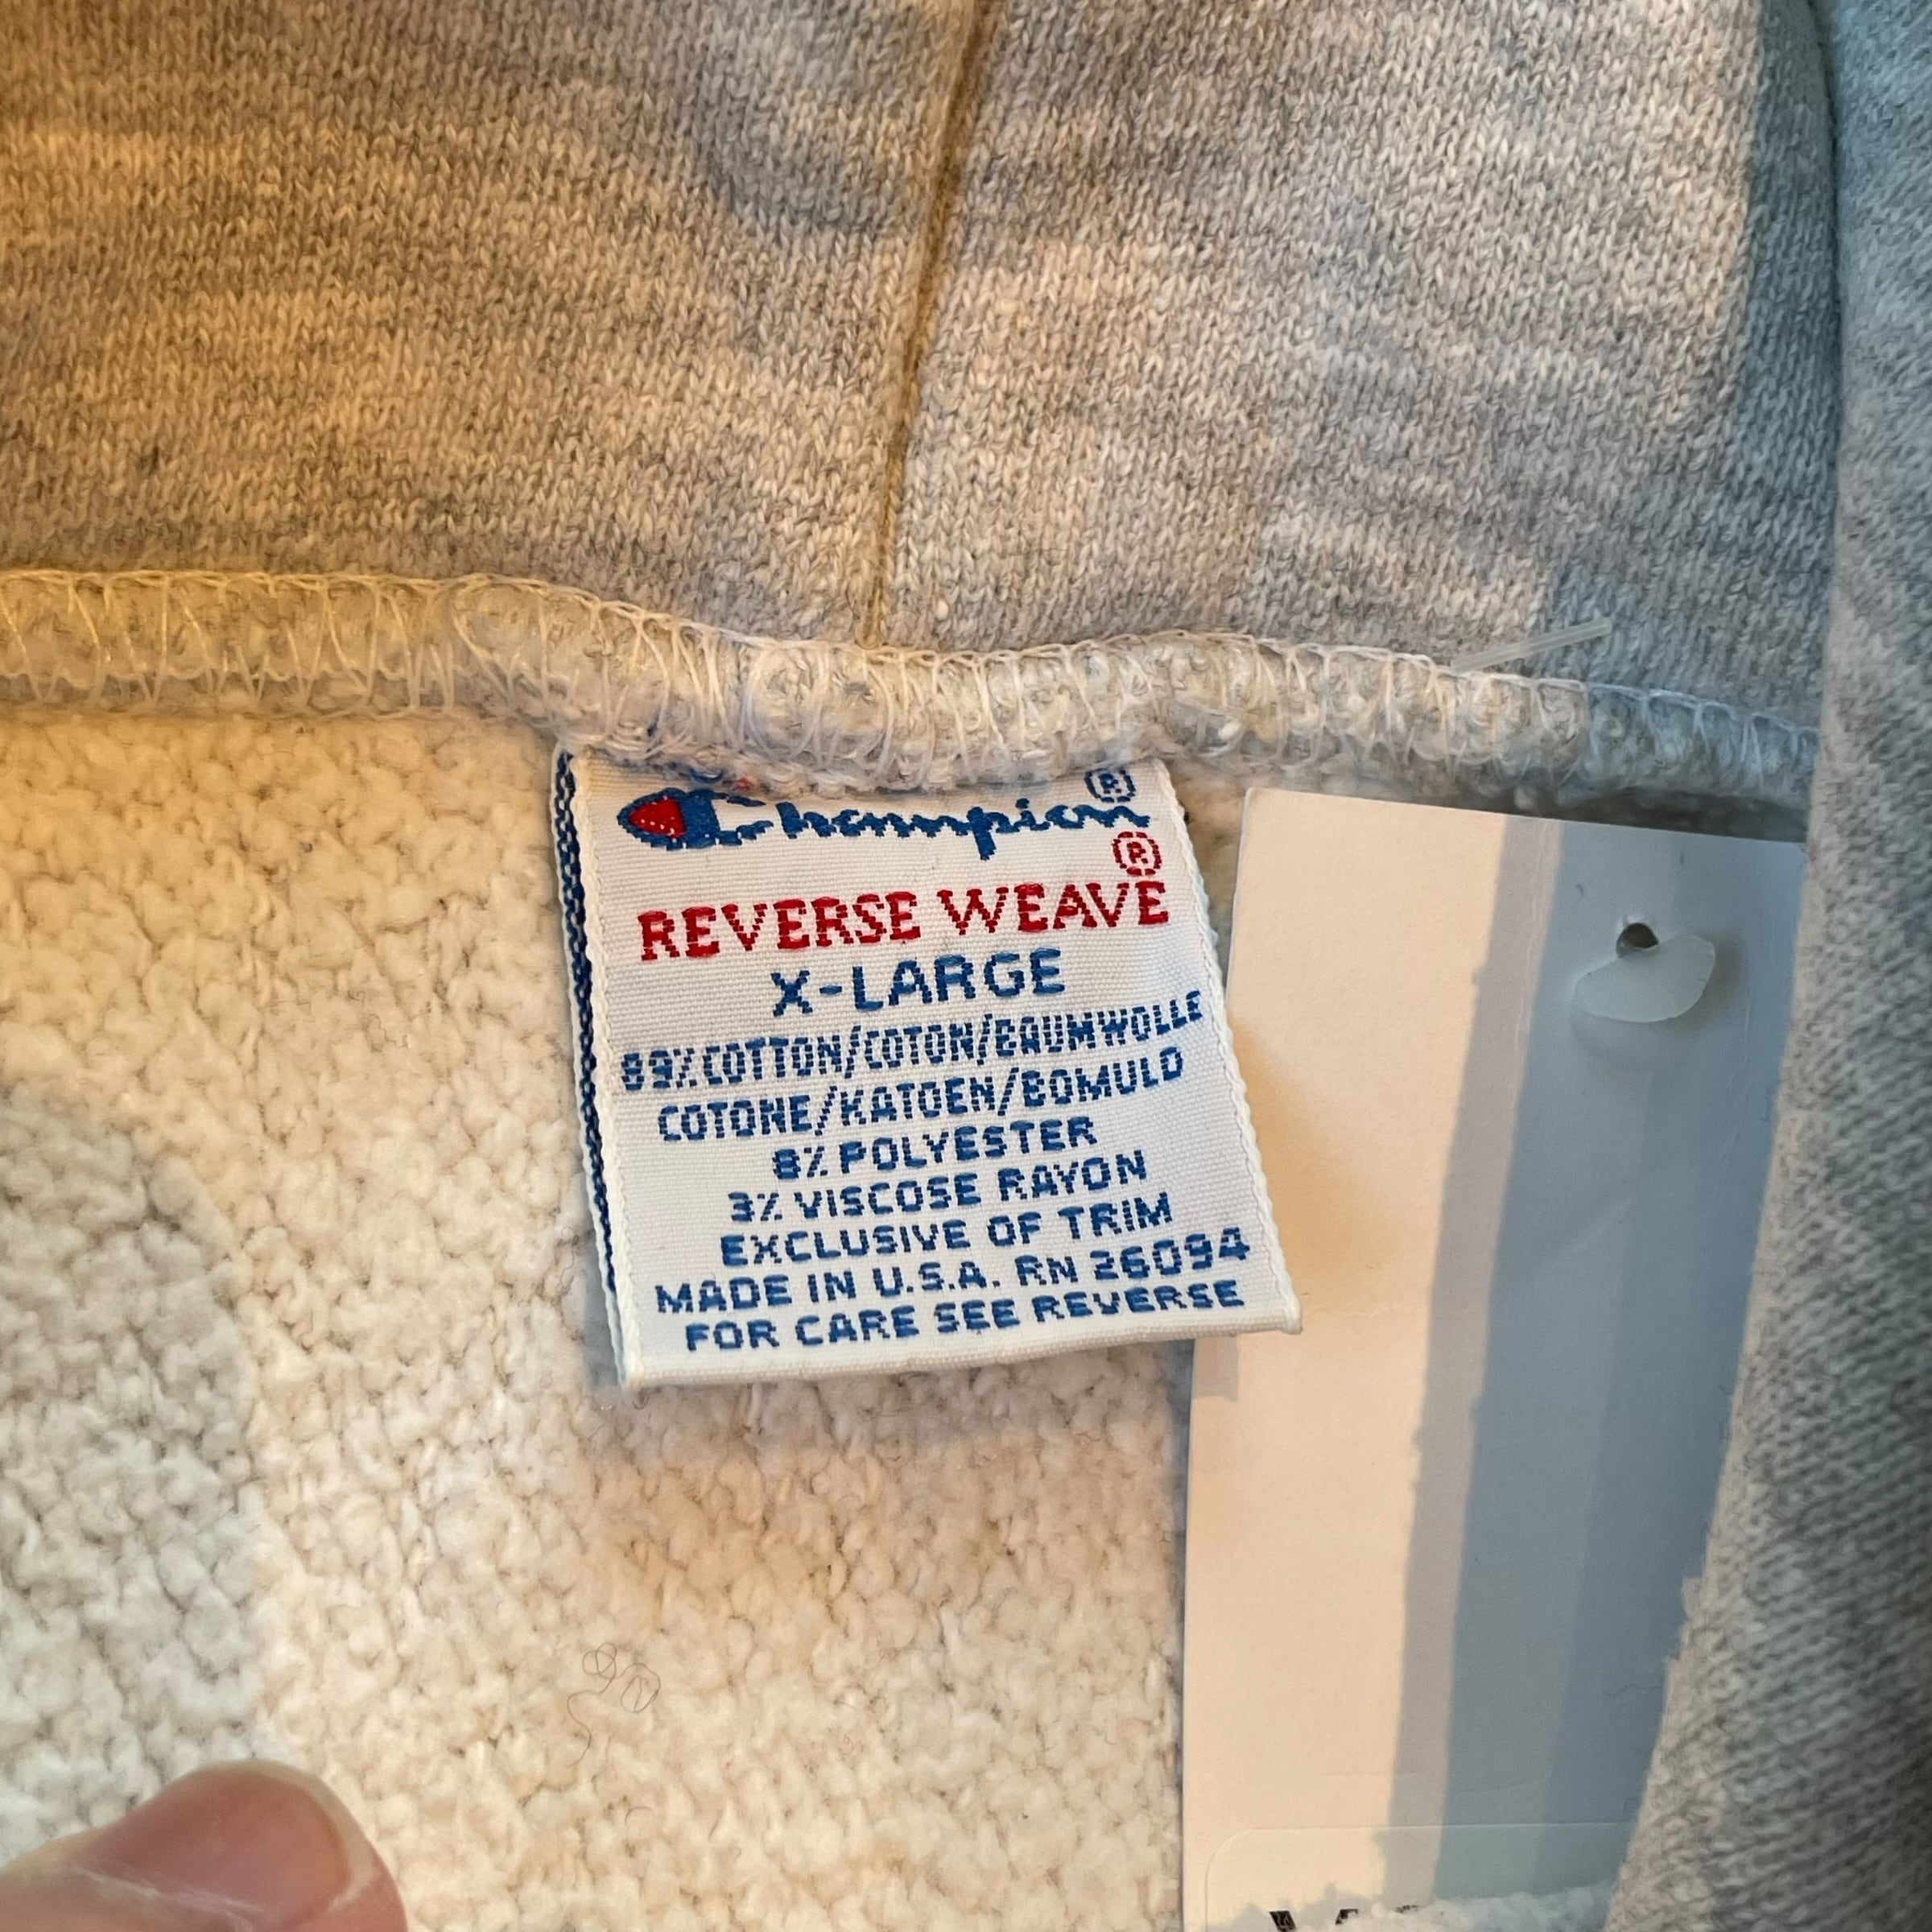 Champion®
REVERSE WEAVE®
X-LARGE
89% COTTON/COTON/BAUMWOLLE
COTONE/KATOEN/BOMULD
8% POLYESTER
3% VISCOSE RAYON
EXCLUSIVE OF TRIM
MADE IN U.S.A. RN 26094
FOR CARE SEE REVERSE